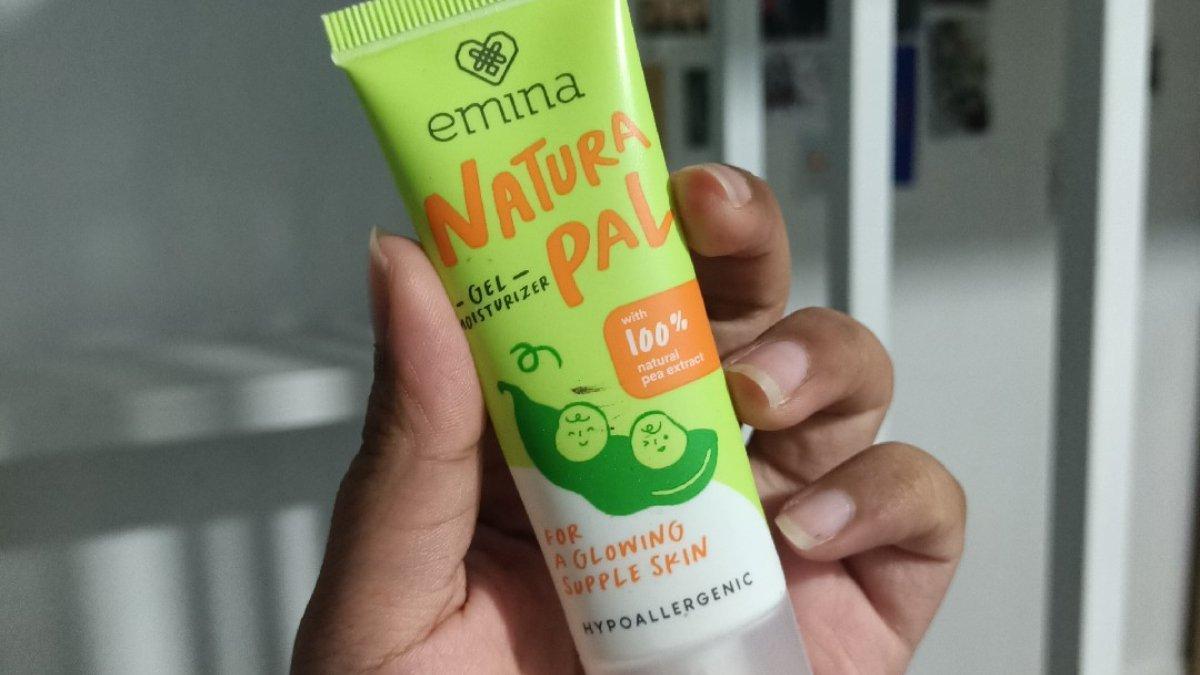 emina
NATURA
PAL
– GEL –
MOISTURIZER
with
100%
natural
pea extract
FOR
A GLOWING
SUPPLE SKIN
HYPOALLERGENIC